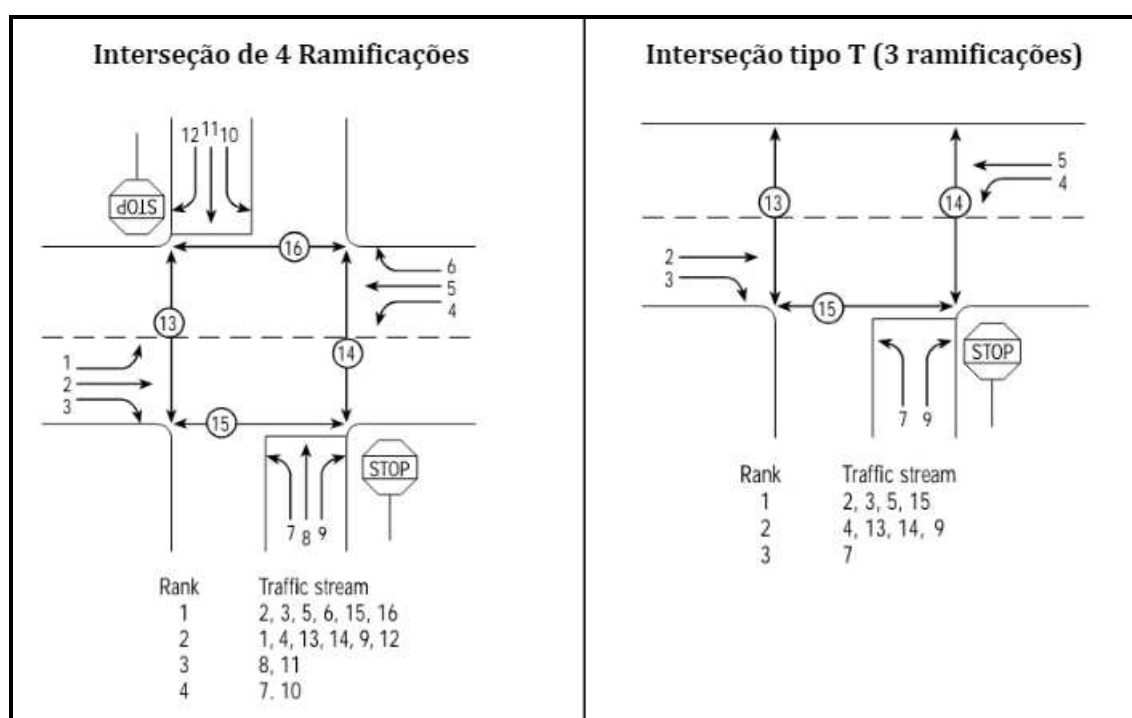 Interseção de 4 Ramificações
12 11 10
STOP
16
6
5
4
13
14
1
2
3
15
STOP
7 8 9
Rank Traffic stream
1 2, 3, 5, 6, 15, 16
2 1, 4, 13, 14, 9, 12
3 8, 11
4 7. 10
Interseção tipo T (3 ramificações)
5
4
13
14
2
3
15
STOP
7 9
Rank Traffic stream
1 2, 3, 5, 15
2 4, 13, 14, 9
3 7